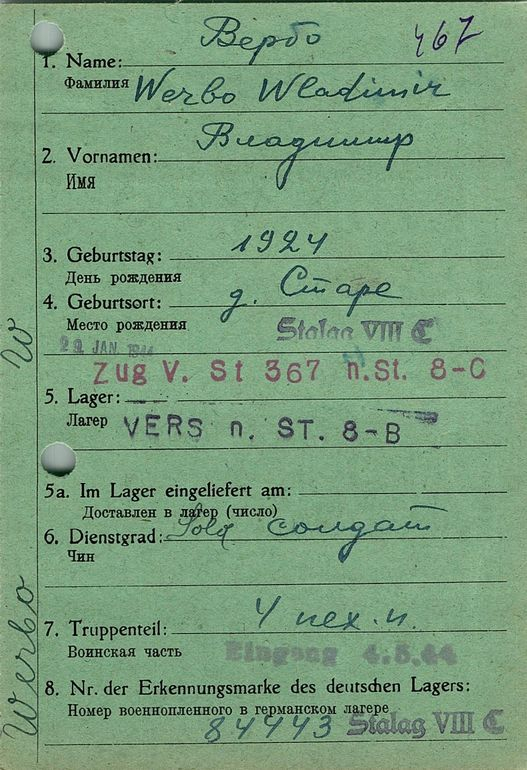 Вербо 467
1. Name:
Фамилия Werbo Wladimir
Владимир
2. Vornamen:
Имя
3. Geburtstag: 1924
День рождения
4. Geburtsort: д. Старе
Место рождения Stalag VIII C
29 JAN 1944
Zug V. St 367 n.St. 8-C
5. Lager:
Лагер VERS n. ST. 8-B
5a. Im Lager eingeliefert am:
Доставлен в лагер (число)
6. Dienstgrad: Sold солдат
Чин
7. Truppenteil: 4 пех. п.
Воинская часть Eingang 4.5.44
8. Nr. der Erkennungsmarke des deutschen Lagers:
Номер военнопленного в германском лагере
84443 Stalag VIII C
W
Werbo